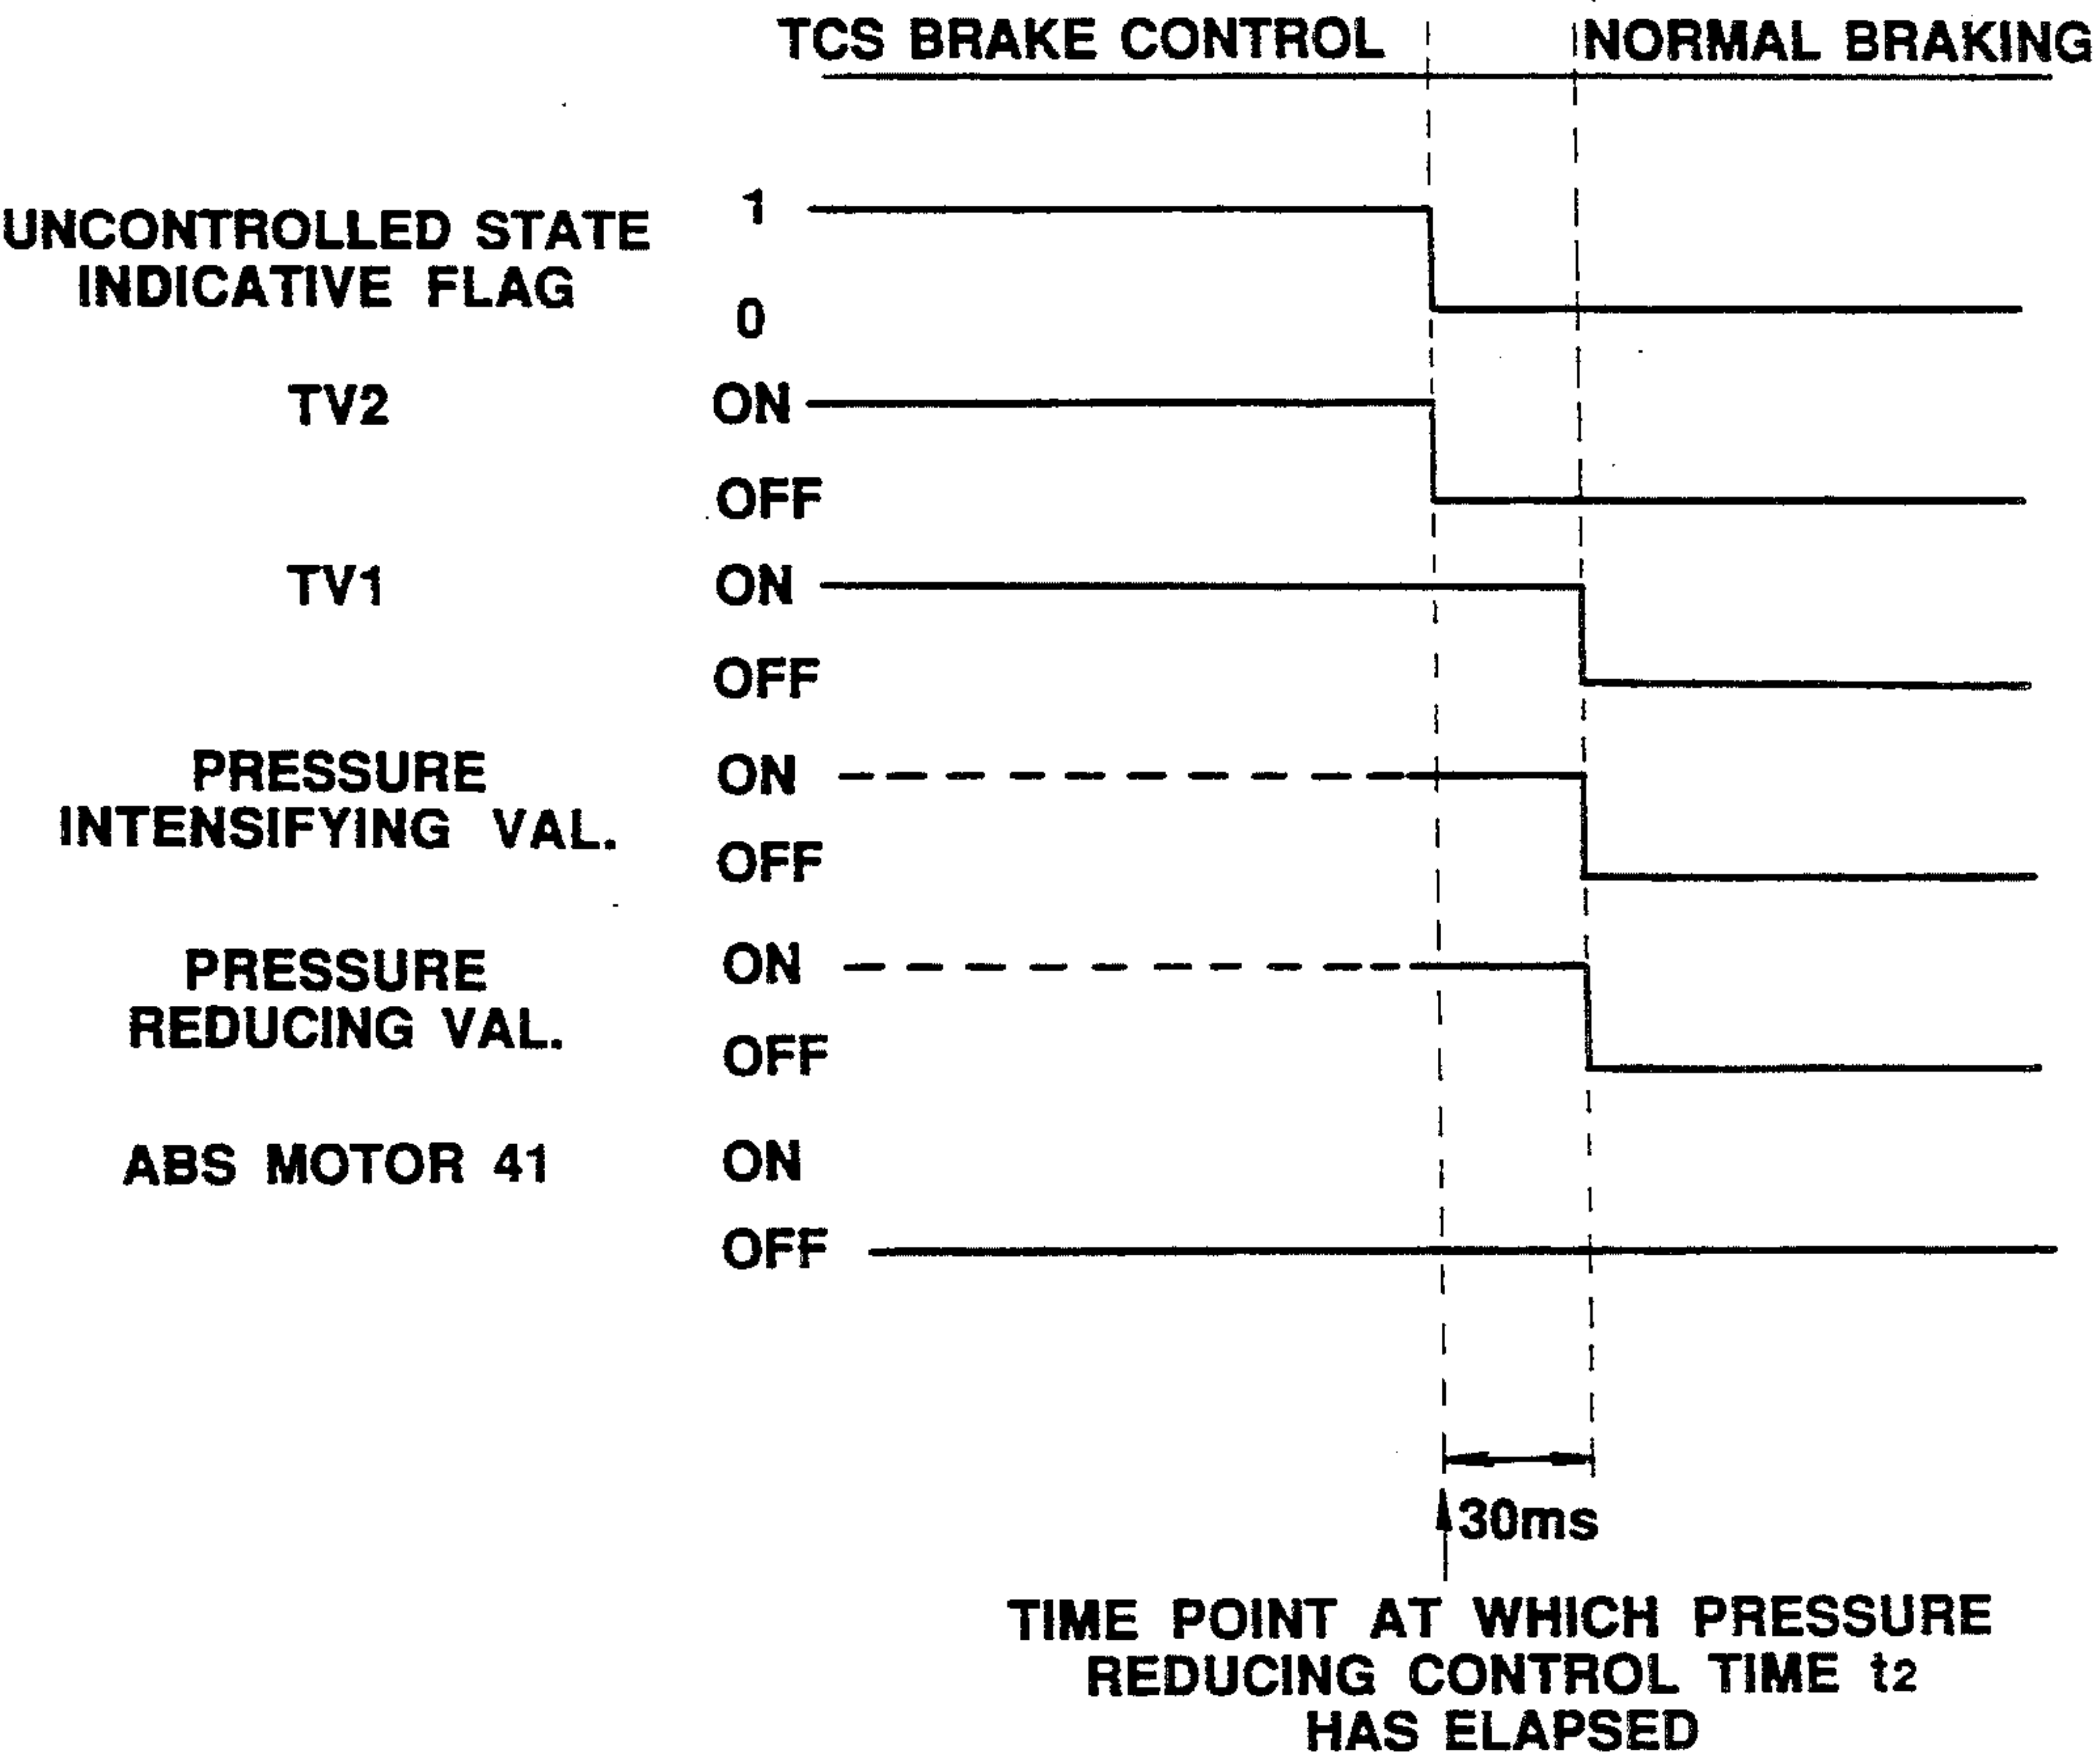 TCS BRAKE CONTROL
NORMAL BRAKING
UNCONTROLLED STATE
INDICATIVE FLAG
1
0
TV2
ON
OFF
TV1
ON
OFF
PRESSURE
INTENSIFYING VAL.
ON
OFF
PRESSURE
REDUCING VAL.
ON
OFF
ABS MOTOR 41
ON
OFF
30ms
TIME POINT AT WHICH PRESSURE
REDUCING CONTROL TIME t2
HAS ELAPSED